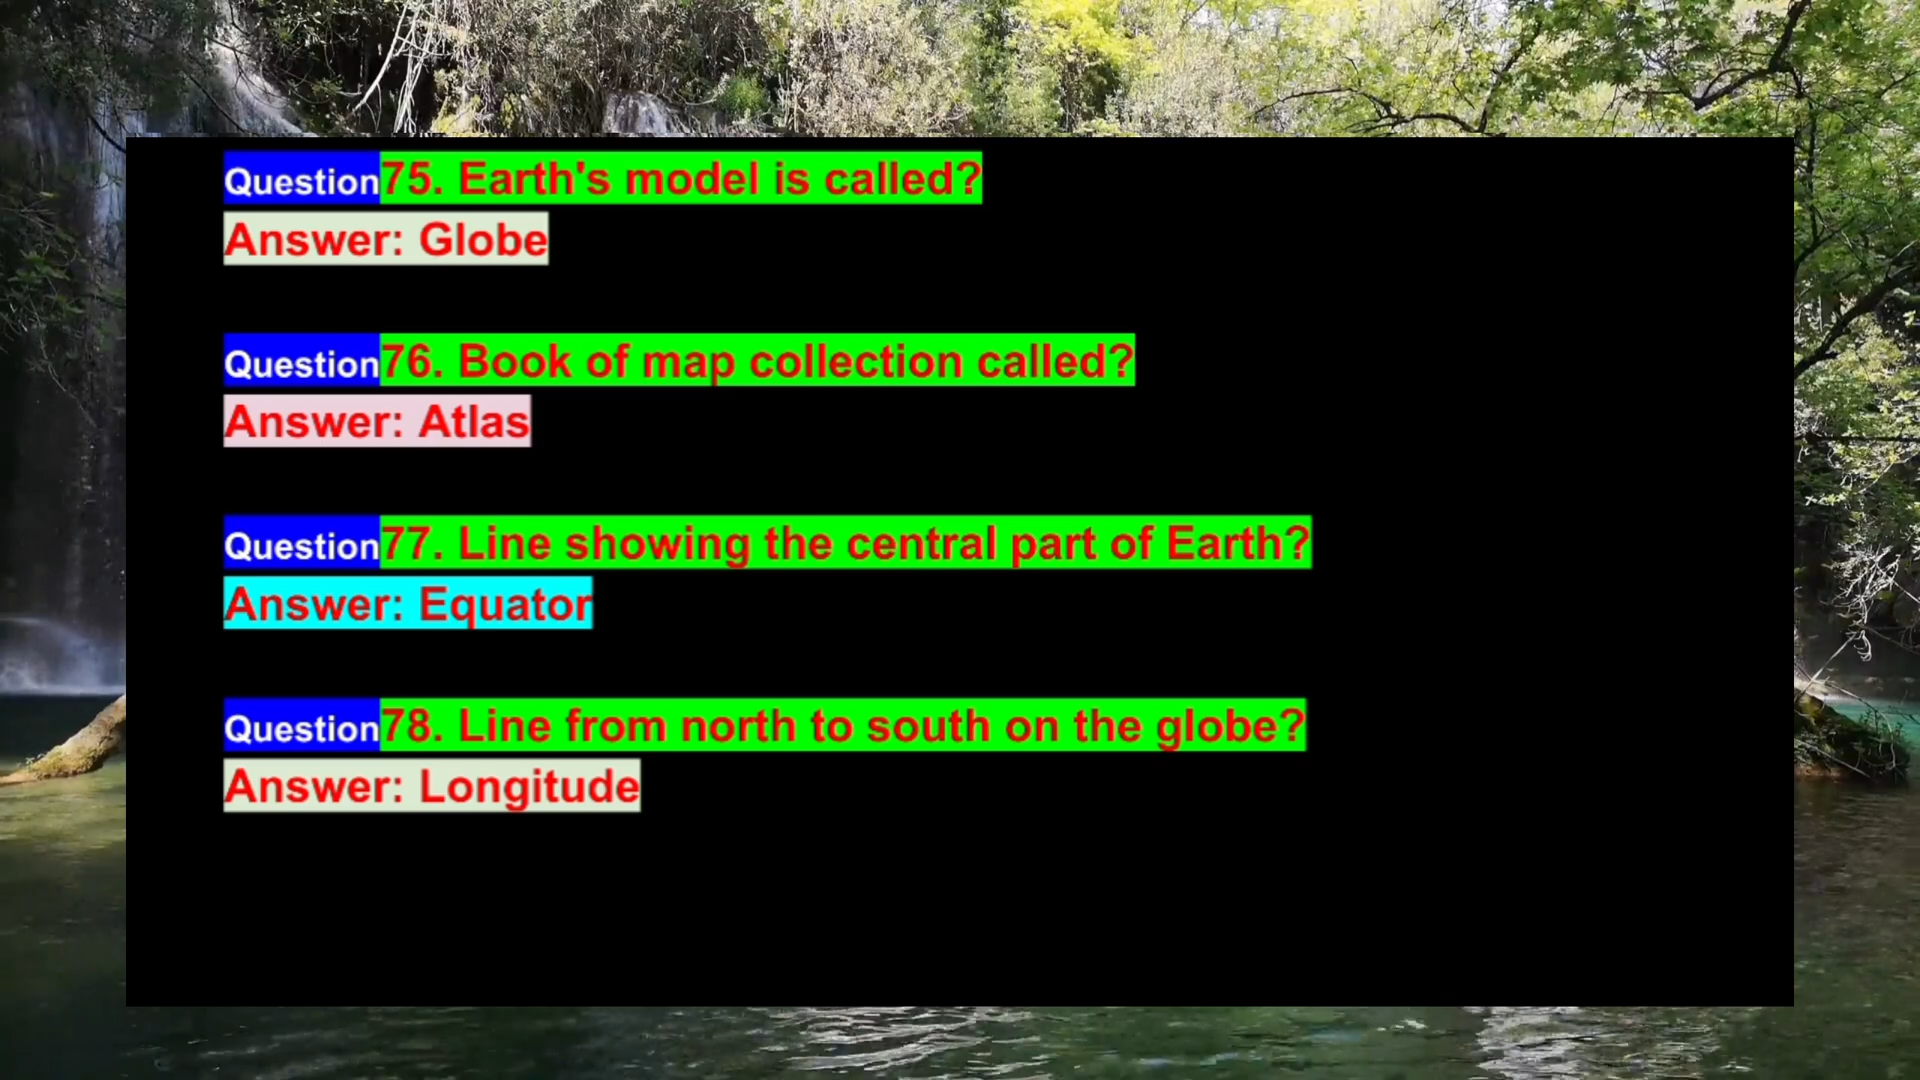 Question75. Earth's model is called?
Answer: Globe
Question76. Book of map collection called?
Answer: Atlas
Question77. Line showing the central part of Earth?
Answer: Equator
Question78. Line from north to south on the globe?
Answer: Longitude